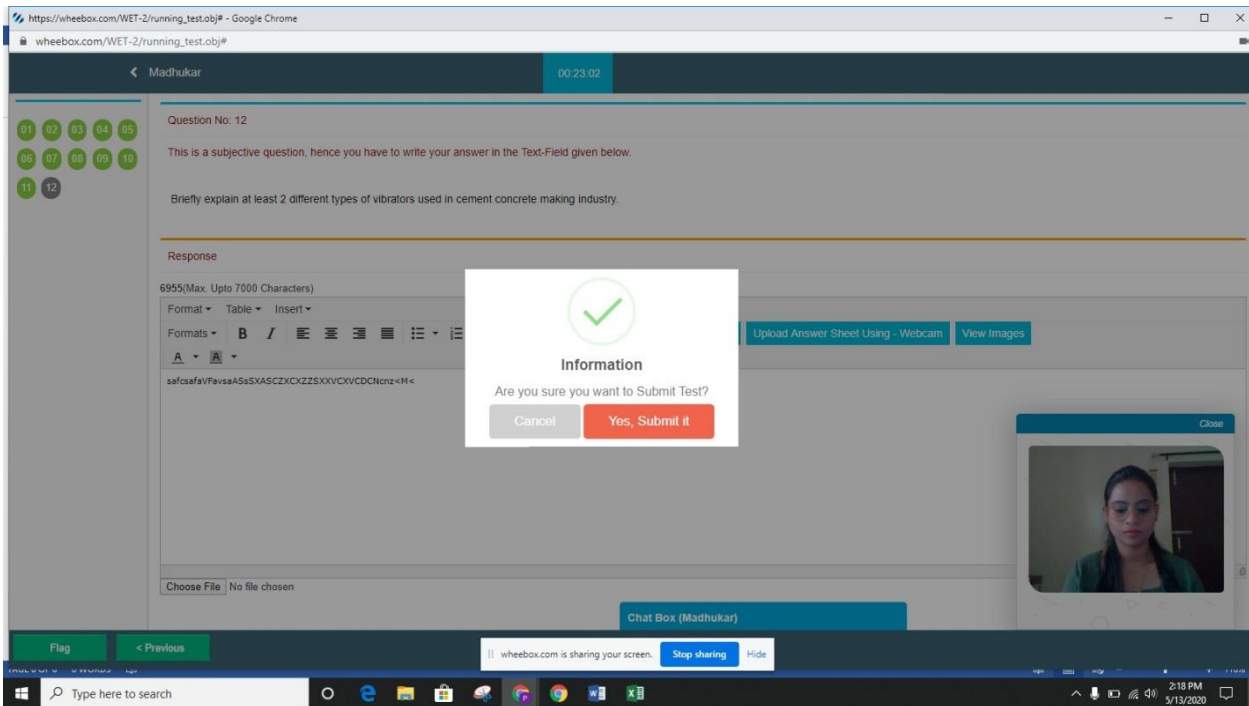 https://wheebox.com/WET-2/running_test.obj# - Google Chrome
wheebox.com/WET-2/running_test.obj#
Madhukar
00:23:02
01 02 03 04 05
06 07 08 09 10
11 12
Question No: 12
This is a subjective question, hence you have to write your answer in the Text-Field given below.
Briefly explain at least 2 different types of vibrators used in cement concrete making industry.
Response
6955(Max. Upto 7000 Characters)
Format Table Insert
Formats B I
Upload Answer Sheet Using - Webcam View Images
A A
safcsafaVFavsaASsSXASCZXCXZZSXXVCXVCDCNcnz<M<
Information
Are you sure you want to Submit Test?
Cancel Yes, Submit it
Close
Choose File No file chosen
Chat Box (Madhukar)
Flag < Previous
wheebox.com is sharing your screen. Stop sharing Hide
Type here to search
2:18 PM
5/13/2020